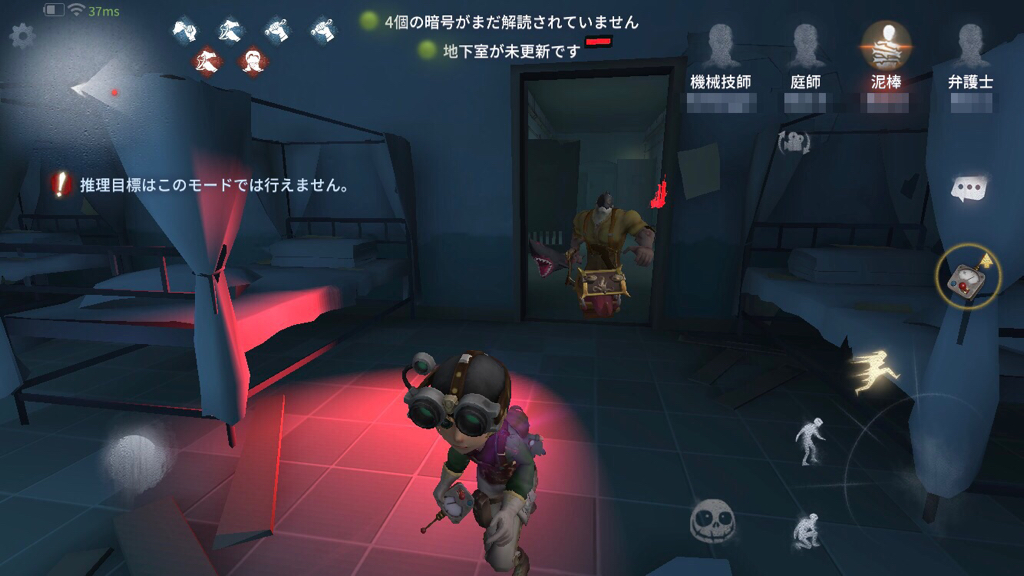 37ms
4個の暗号がまだ解読されていません
地下室が未更新です
機械技師
庭師
泥棒
弁護士
推理目標はこのモードでは行えません。